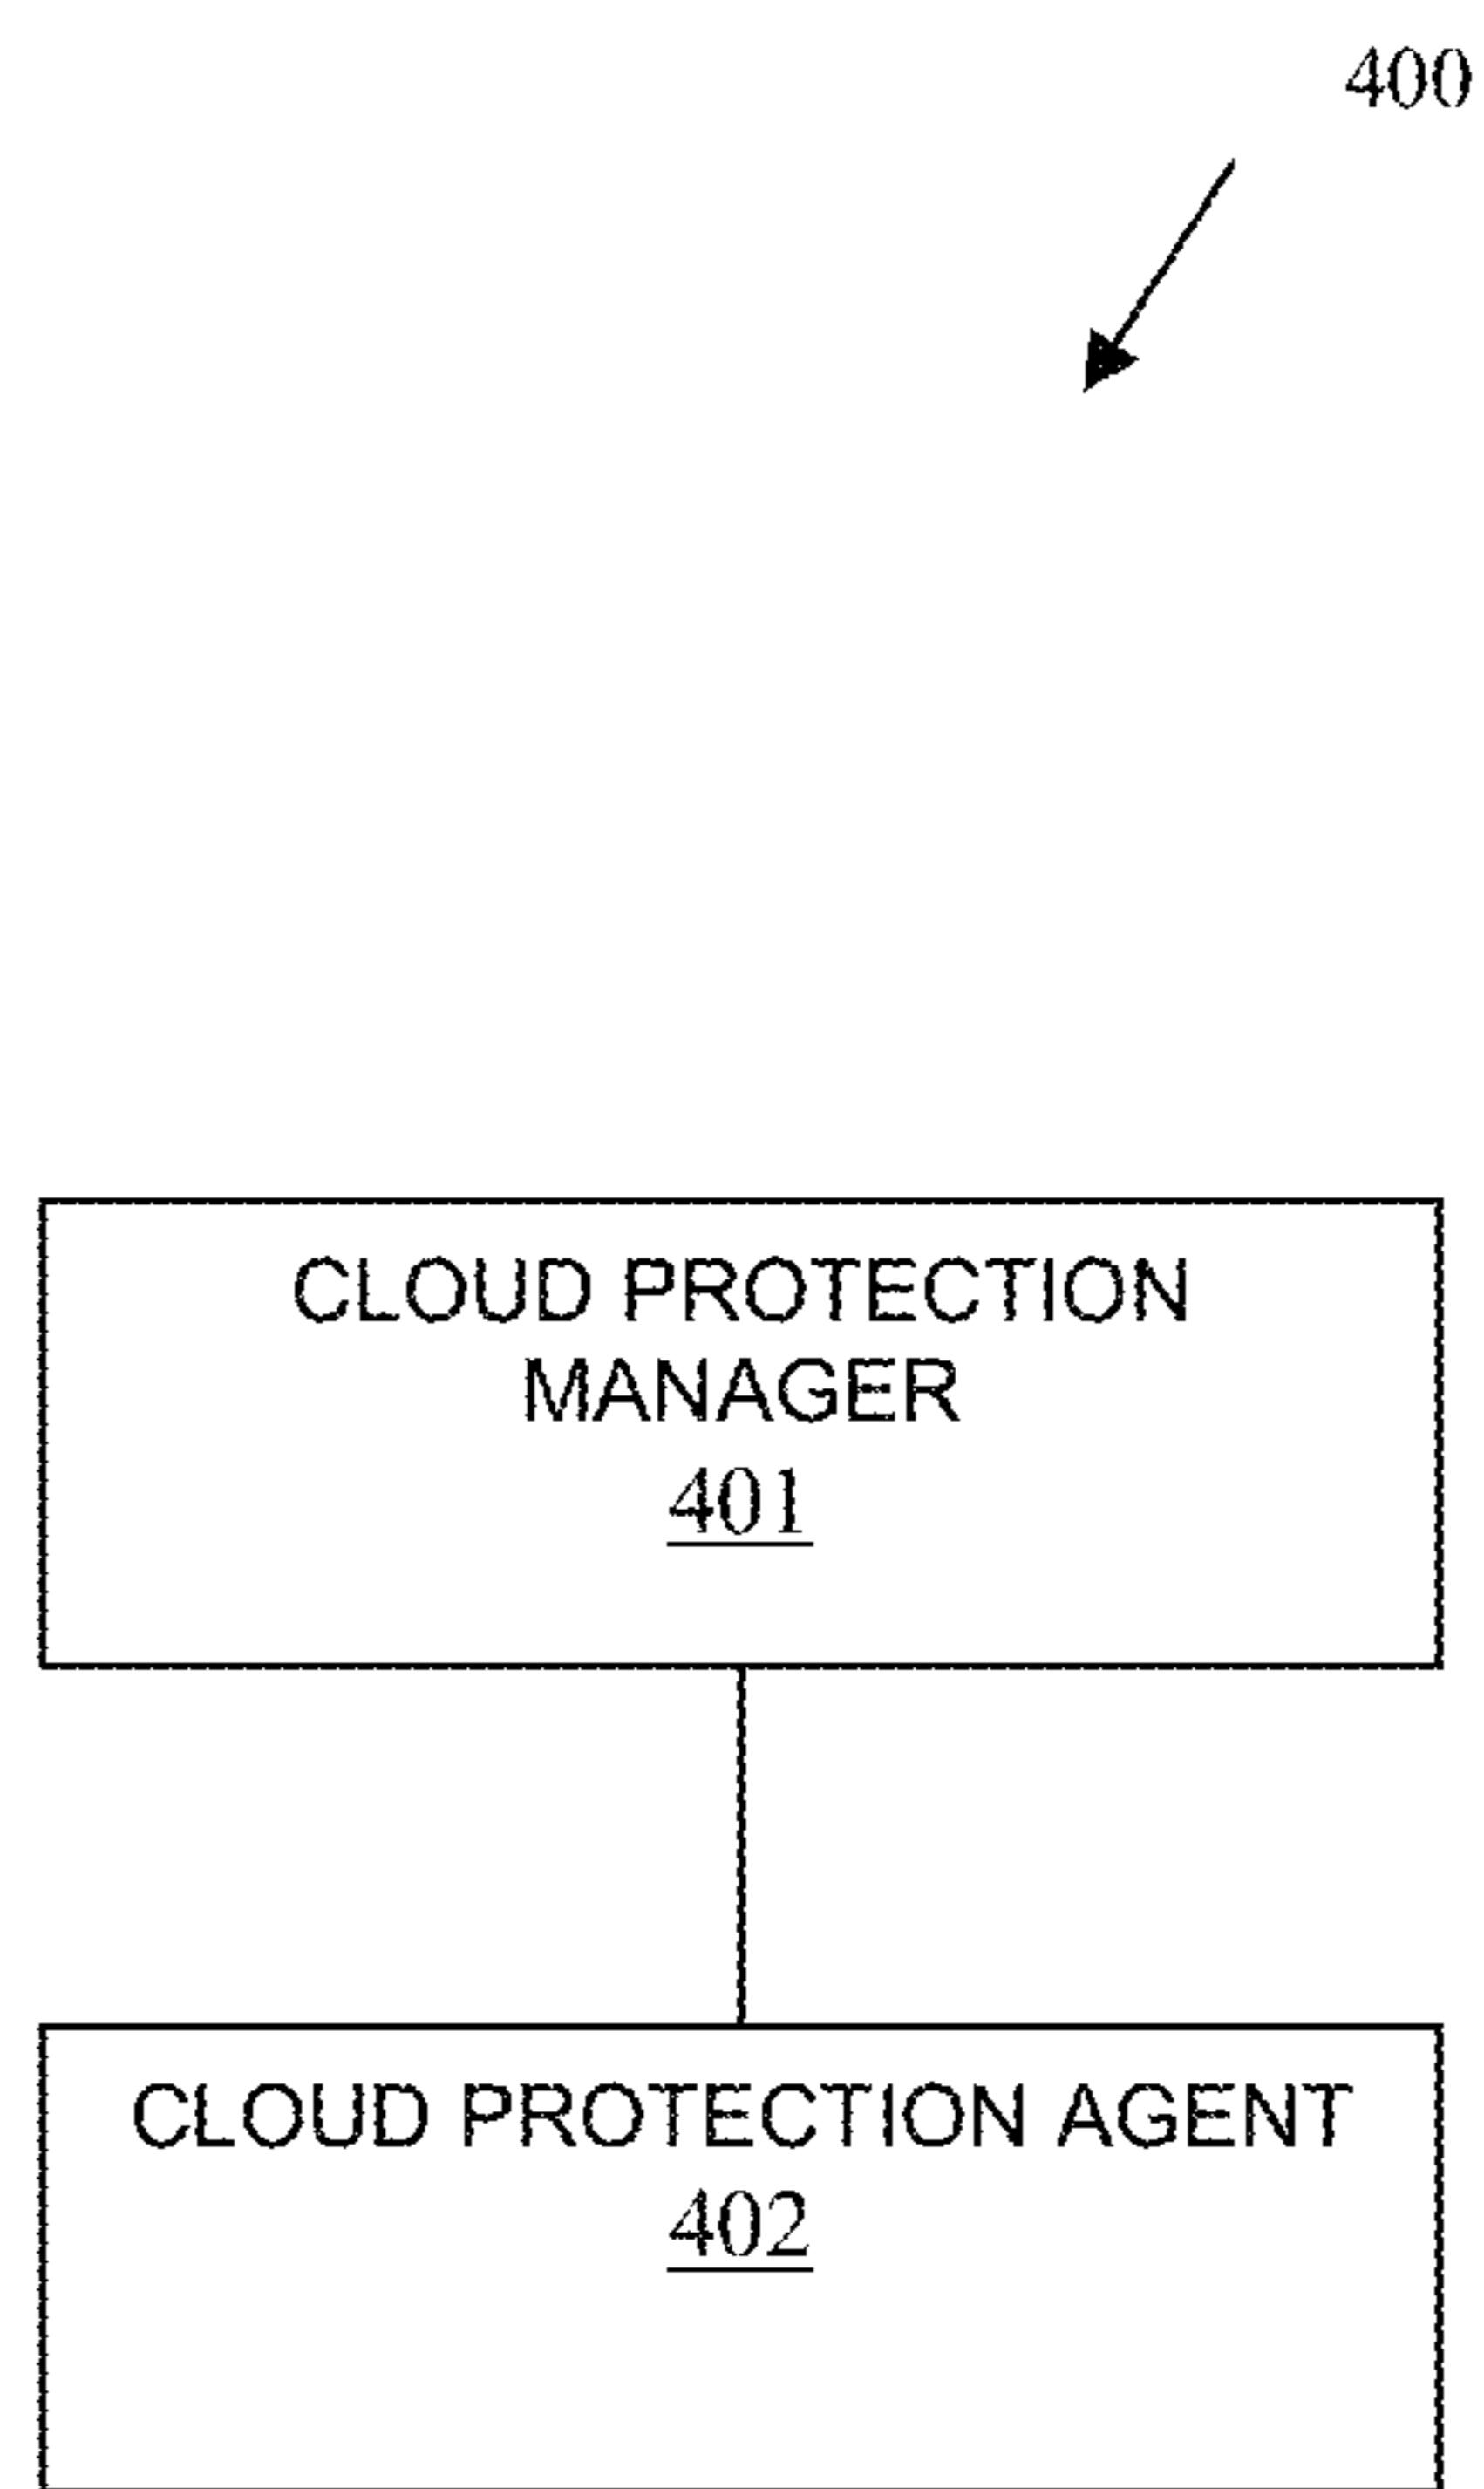 400
CLOUD PROTECTION
MANAGER
401
CLOUD PROTECTION AGENT
402